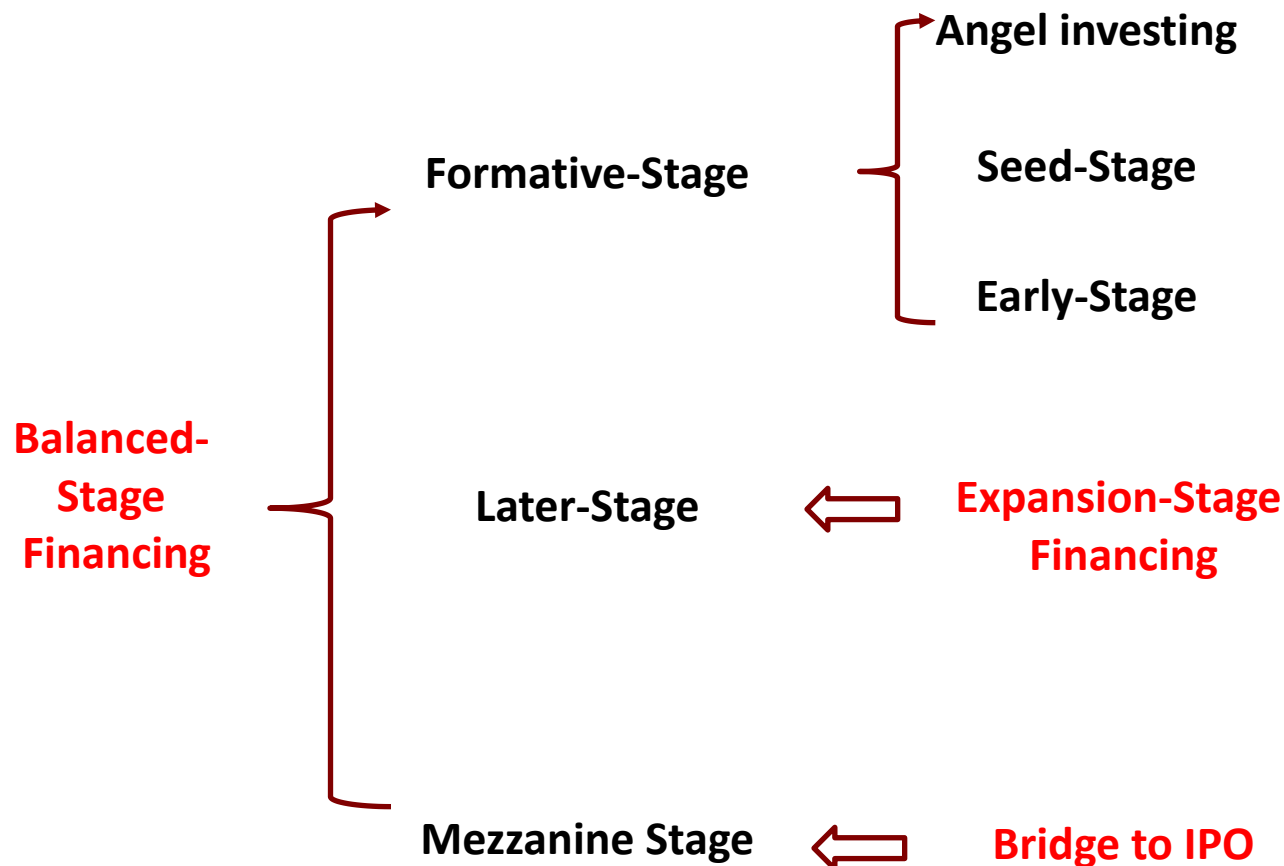 Angel investing
Formative-Stage
Seed-Stage
Early-Stage
Balanced-
Stage
Financing
Later-Stage
Expansion-Stage
Financing
Mezzanine Stage
Bridge to IPO